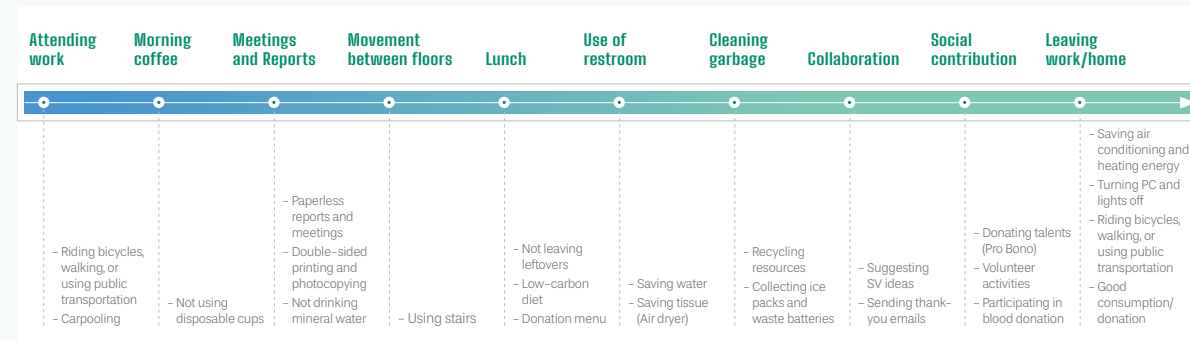 Attending
work
Morning
coffee
Meetings
and Reports
Movement
between floors
Lunch
Use of
restroom
Cleaning
garbage
Collaboration
Social
contribution
Leaving
work/home
– Riding bicycles,
walking, or
using public
transportation
– Carpooling
– Not using
disposable cups
– Paperless
reports and
meetings
– Double-sided
printing and
photocopying
– Not drinking
mineral water
– Using stairs
– Not leaving
leftovers
– Low-carbon
diet
– Donation menu
– Saving water
– Saving tissue
(Air dryer)
– Recycling
resources
– Collecting ice
packs and
waste batteries
– Suggesting
SV ideas
– Sending thank-
you emails
– Donating talents
(Pro Bono)
– Volunteer
activities
– Participating in
blood donation
– Saving air
conditioning and
heating energy
– Turning PC and
lights off
– Riding bicycles,
walking, or
using public
transportation
– Good
consumption/
donation